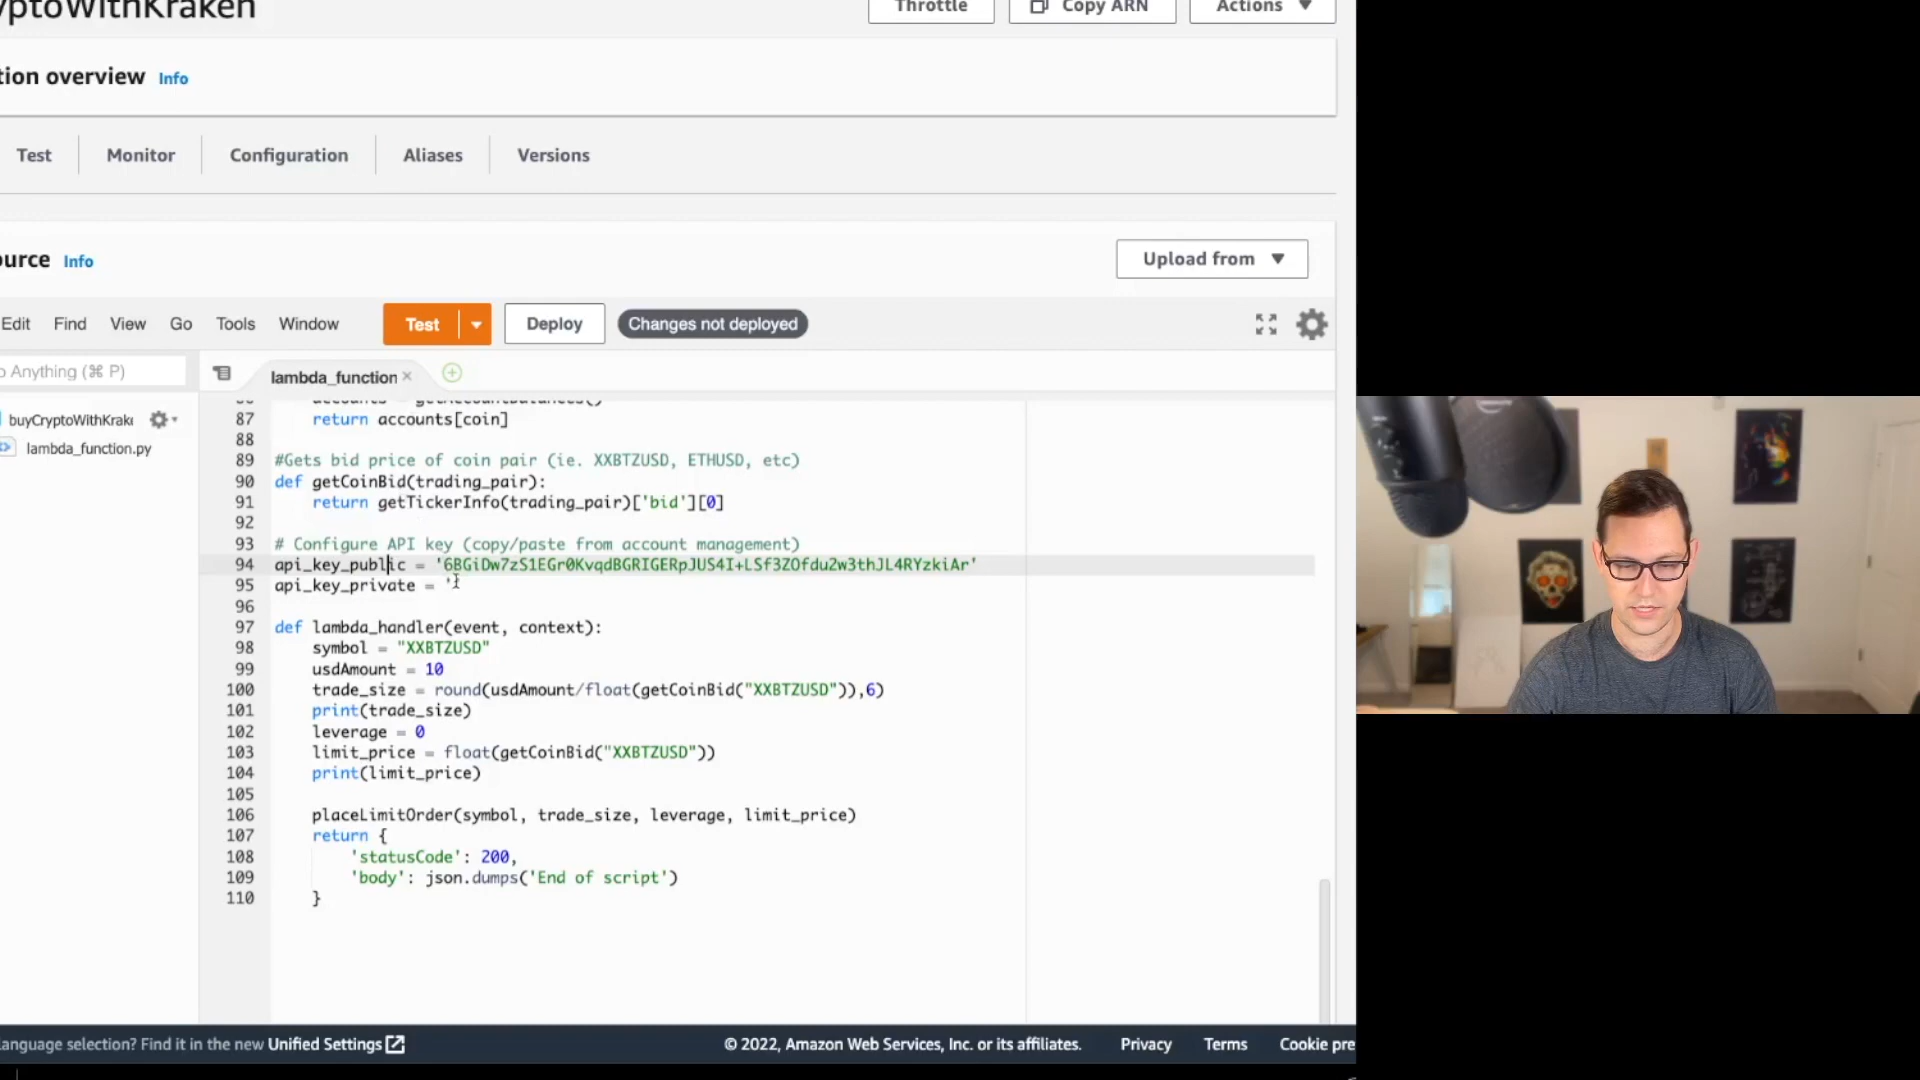 yptoWithKraken
Throttle
Copy ARN
Actions
tion overview Info
Test
Monitor
Configuration
Aliases
Versions
ource Info
Upload from
Edit Find View Go Tools Window
Test
Deploy
Changes not deployed
o Anything (⌘ P)
lambda_function
buyCryptoWithKrake
lambda_function.py
87 return accounts[coin]
88
89 #Gets bid price of coin pair (ie. XXBTZUSD, ETHUSD, etc)
90 def getCoinBid(trading_pair):
91 return getTickerInfo(trading_pair)['bid'][0]
92
93 # Configure API key (copy/paste from account management)
94 api_key_public = '6BGiDw7zS1EGr0KvqdBGRIGERpJUS4I+LSf3ZOfdu2w3thJL4RYzkiAr'
95 api_key_private = '
96
97 def lambda_handler(event, context):
98 symbol = "XXBTZUSD"
99 usdAmount = 10
100 trade_size = round(usdAmount/float(getCoinBid("XXBTZUSD")),6)
101 print(trade_size)
102 leverage = 0
103 limit_price = float(getCoinBid("XXBTZUSD"))
104 print(limit_price)
105
106 placeLimitOrder(symbol, trade_size, leverage, limit_price)
107 return {
108 'statusCode': 200,
109 'body': json.dumps('End of script')
110 }
language selection? Find it in the new Unified Settings
© 2022, Amazon Web Services, Inc. or its affiliates.
Privacy
Terms
Cookie pre